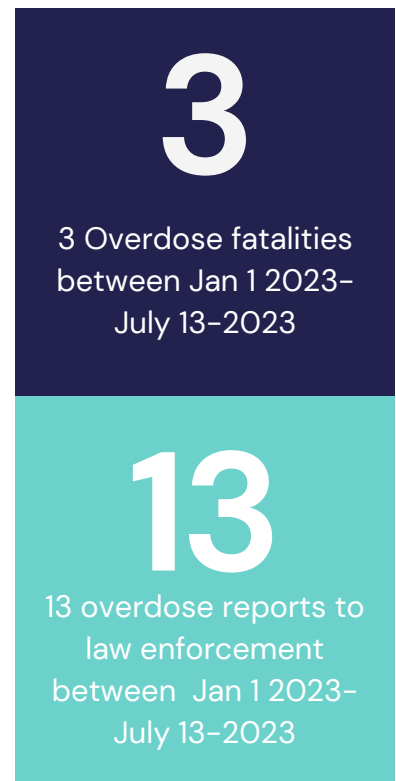 3
3 Overdose fatalities
between Jan 1 2023-
July 13-2023
13
13 overdose reports to
law enforcement
between  Jan 1 2023-
July 13-2023